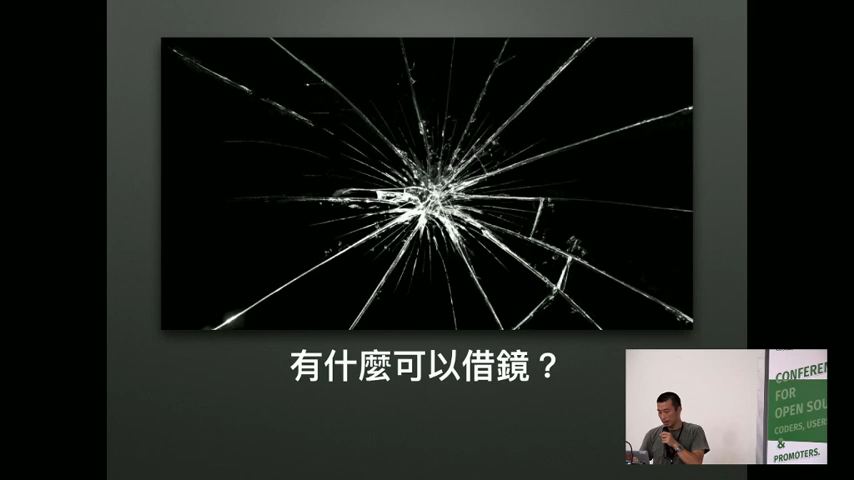 有什麼可以借鏡？
CONFEREN
FOR
OPEN SOU
CODERS, USER
&
PROMOTERS.